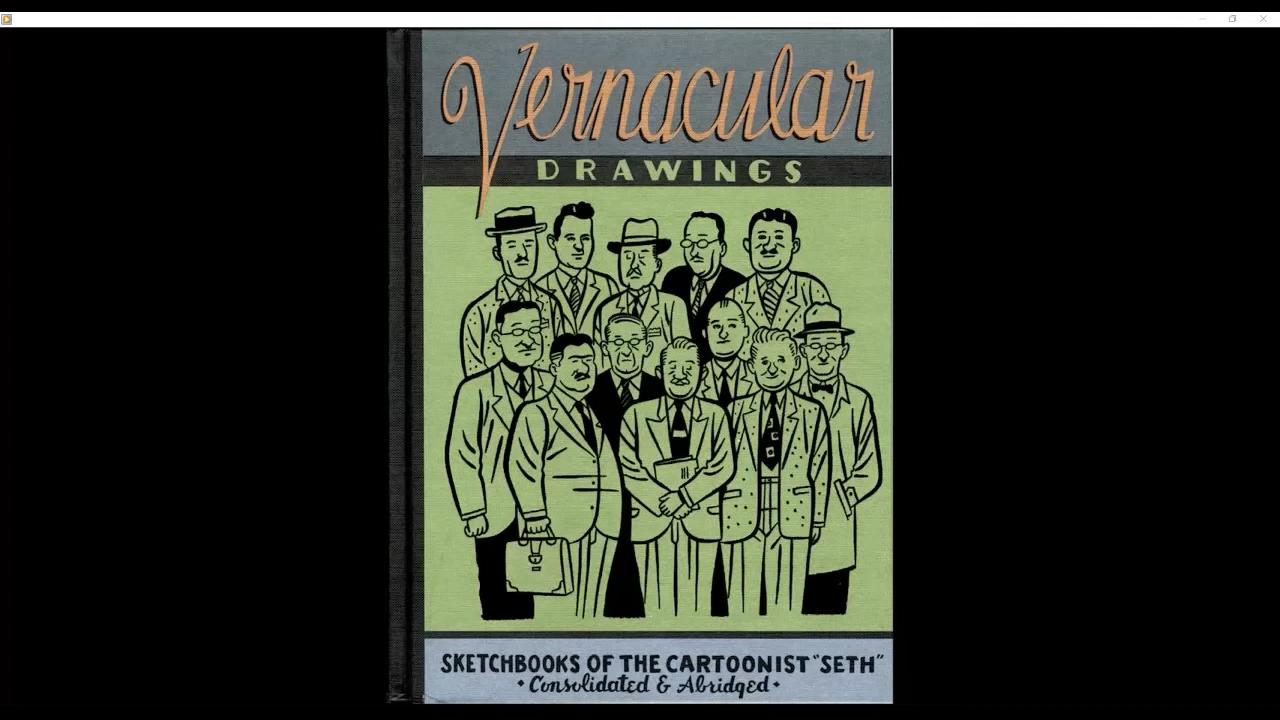 Vernacular
DRAWINGS
SKETCHBOOKS OF THE CARTOONIST "SETH"
• Consolidated & Abridged •